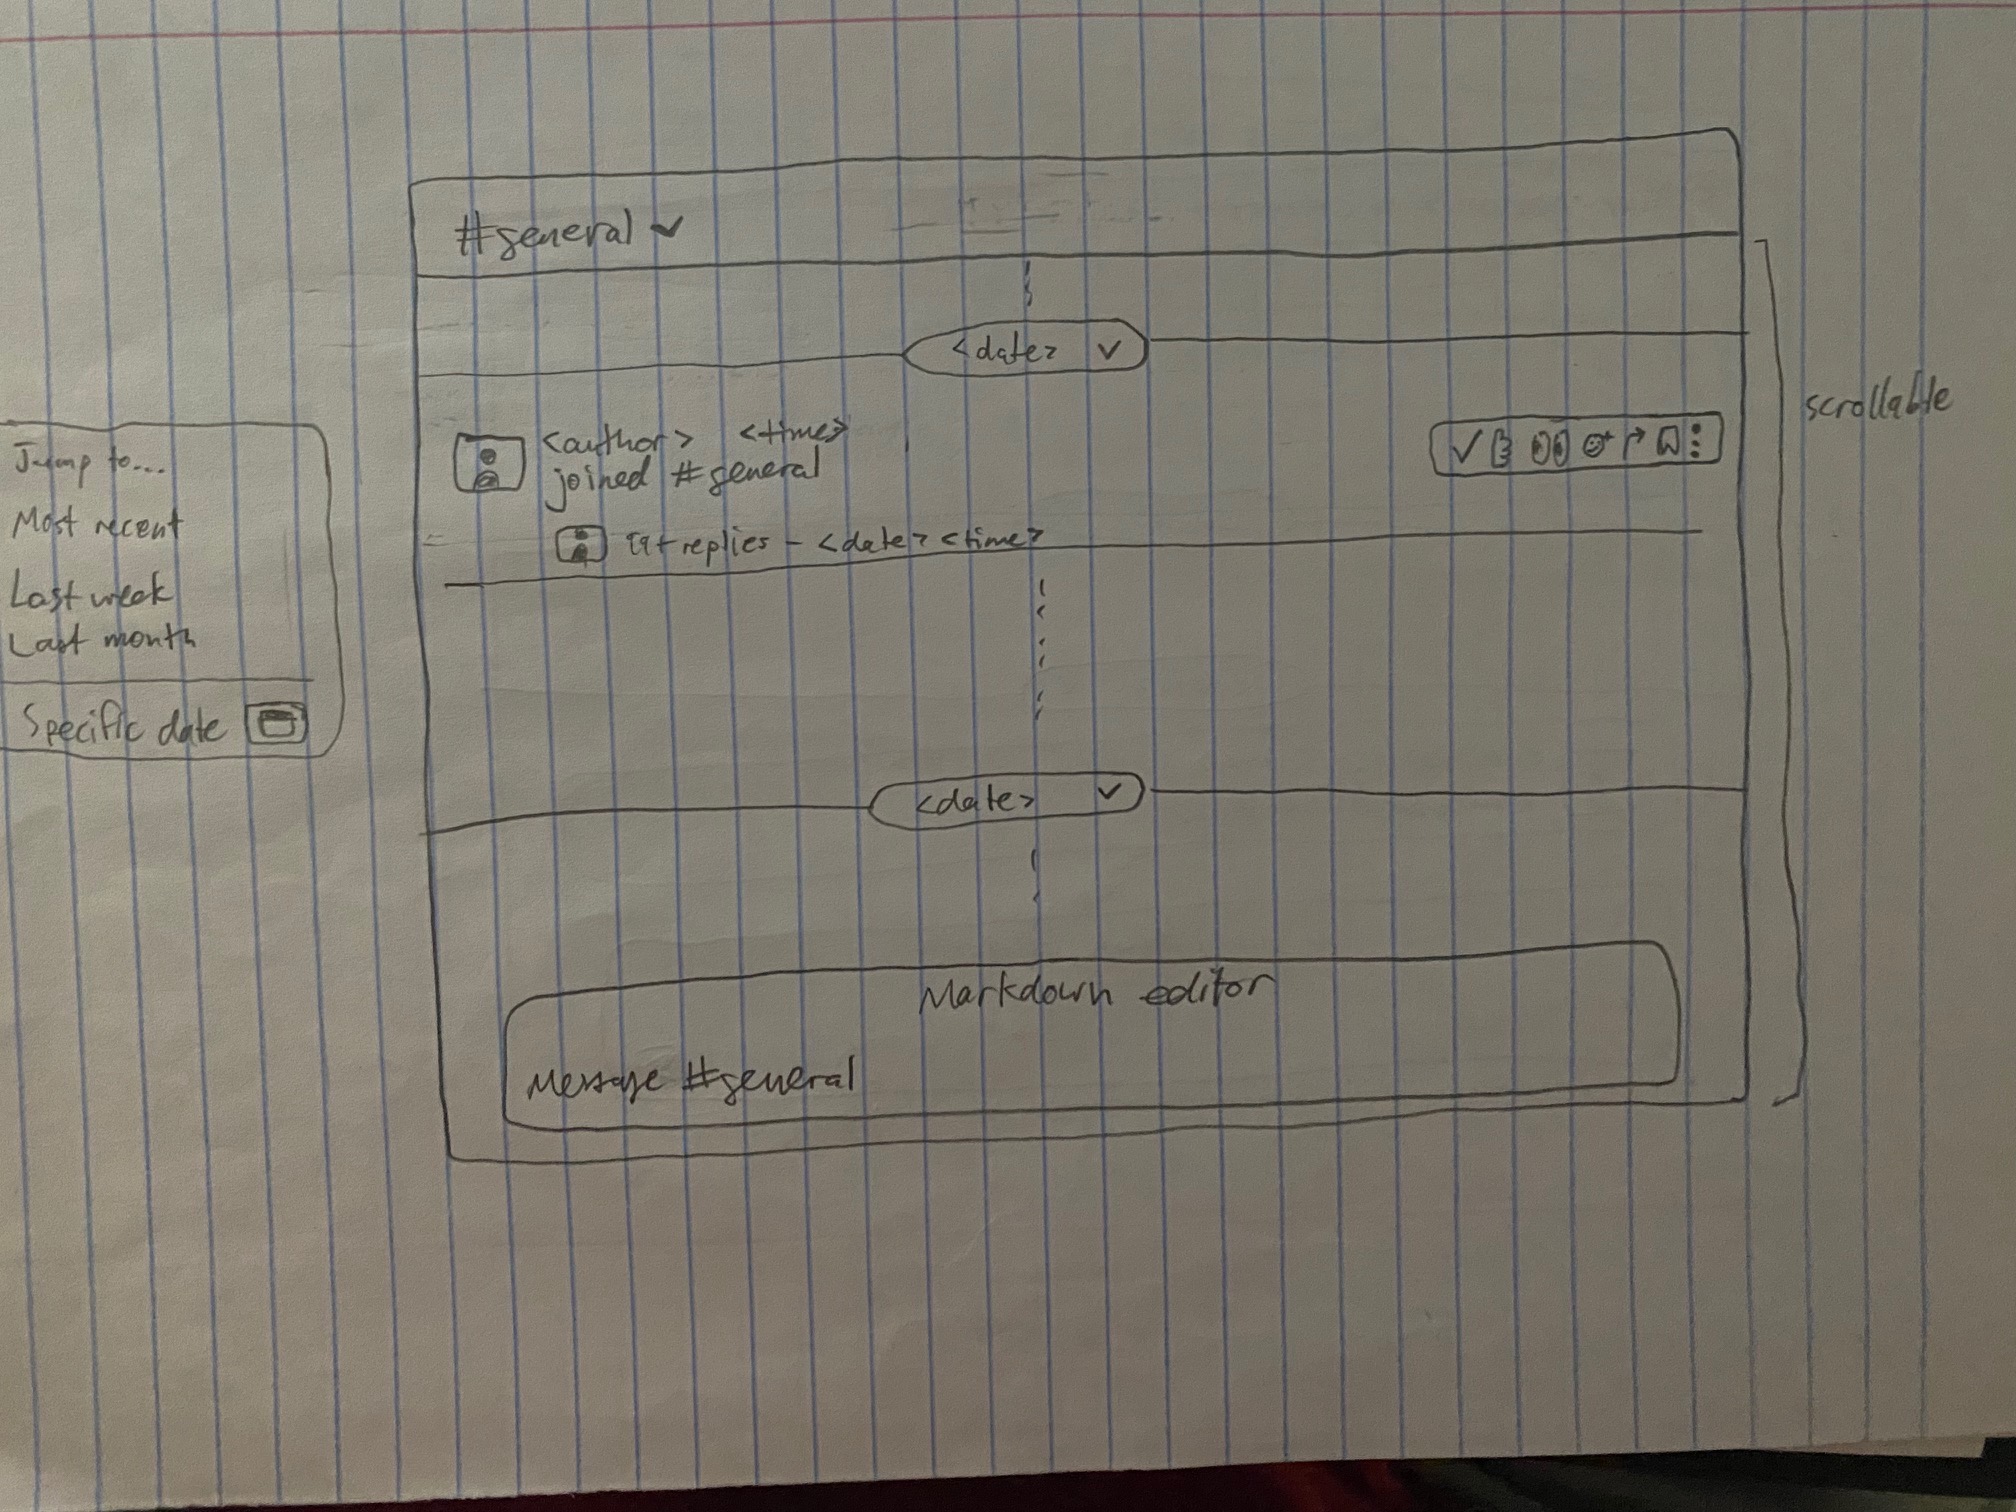 #general
<date>
<author> <time>
joined #general
scrollable
Jump to...
Most recent
Last week
Last month
Specific date
replies - <date> <time>
<date>
Markdown editor
Message #general